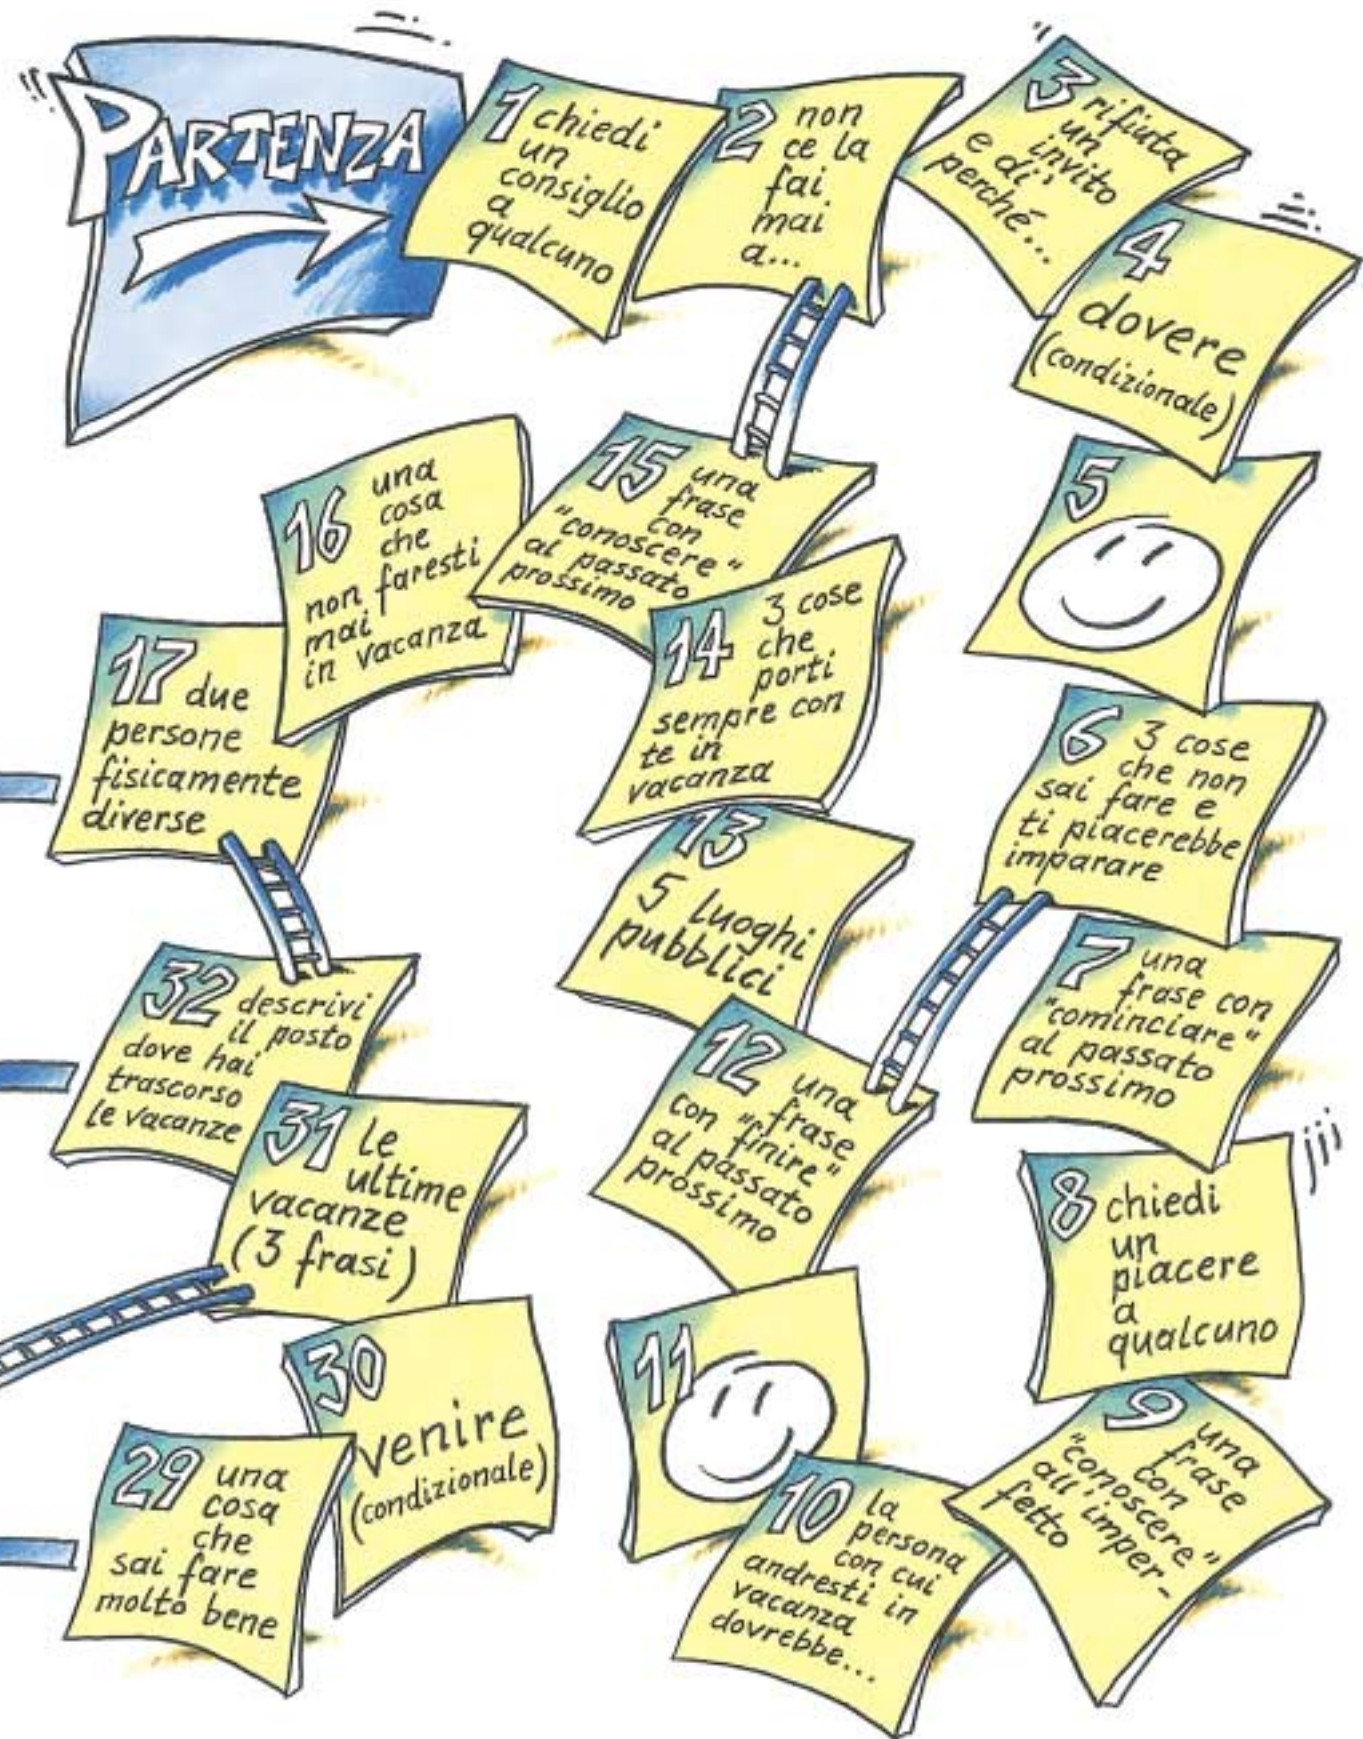 PARTENZA
1 chiedi
un
consiglio
a
qualcuno
2 non
ce la
fai
mai
a...
3 rifiuta
un
invito
e di'
perché...
4
dovere
(condizionale)
5
6 3 cose
che non
sai fare e
ti piacerebbe
imparare
7 una
frase con
"cominciare"
al passato
prossimo
8 chiedi
un
piacere
a
qualcuno
9 una
frase
con
"conoscere"
all'imper-
fetto
10 la
persona
con cui
andresti in
vacanza
dovrebbe...
11
12 una
frase
con "finire"
al passato
prossimo
13
5 luoghi
pubblici
14 3 cose
che
porti
sempre con
te in
vacanza
15 una
frase
con
"conoscere"
al passato
prossimo
16 una
cosa
che
non faresti
mai
in vacanza
17 due
persone
fisicamente
diverse
32 descrivi
il posto
dove hai
trascorso
le vacanze
31 le
ultime
vacanze
(3 frasi)
30
venire
(condizionale)
29 una
cosa
che
sai fare
molto bene